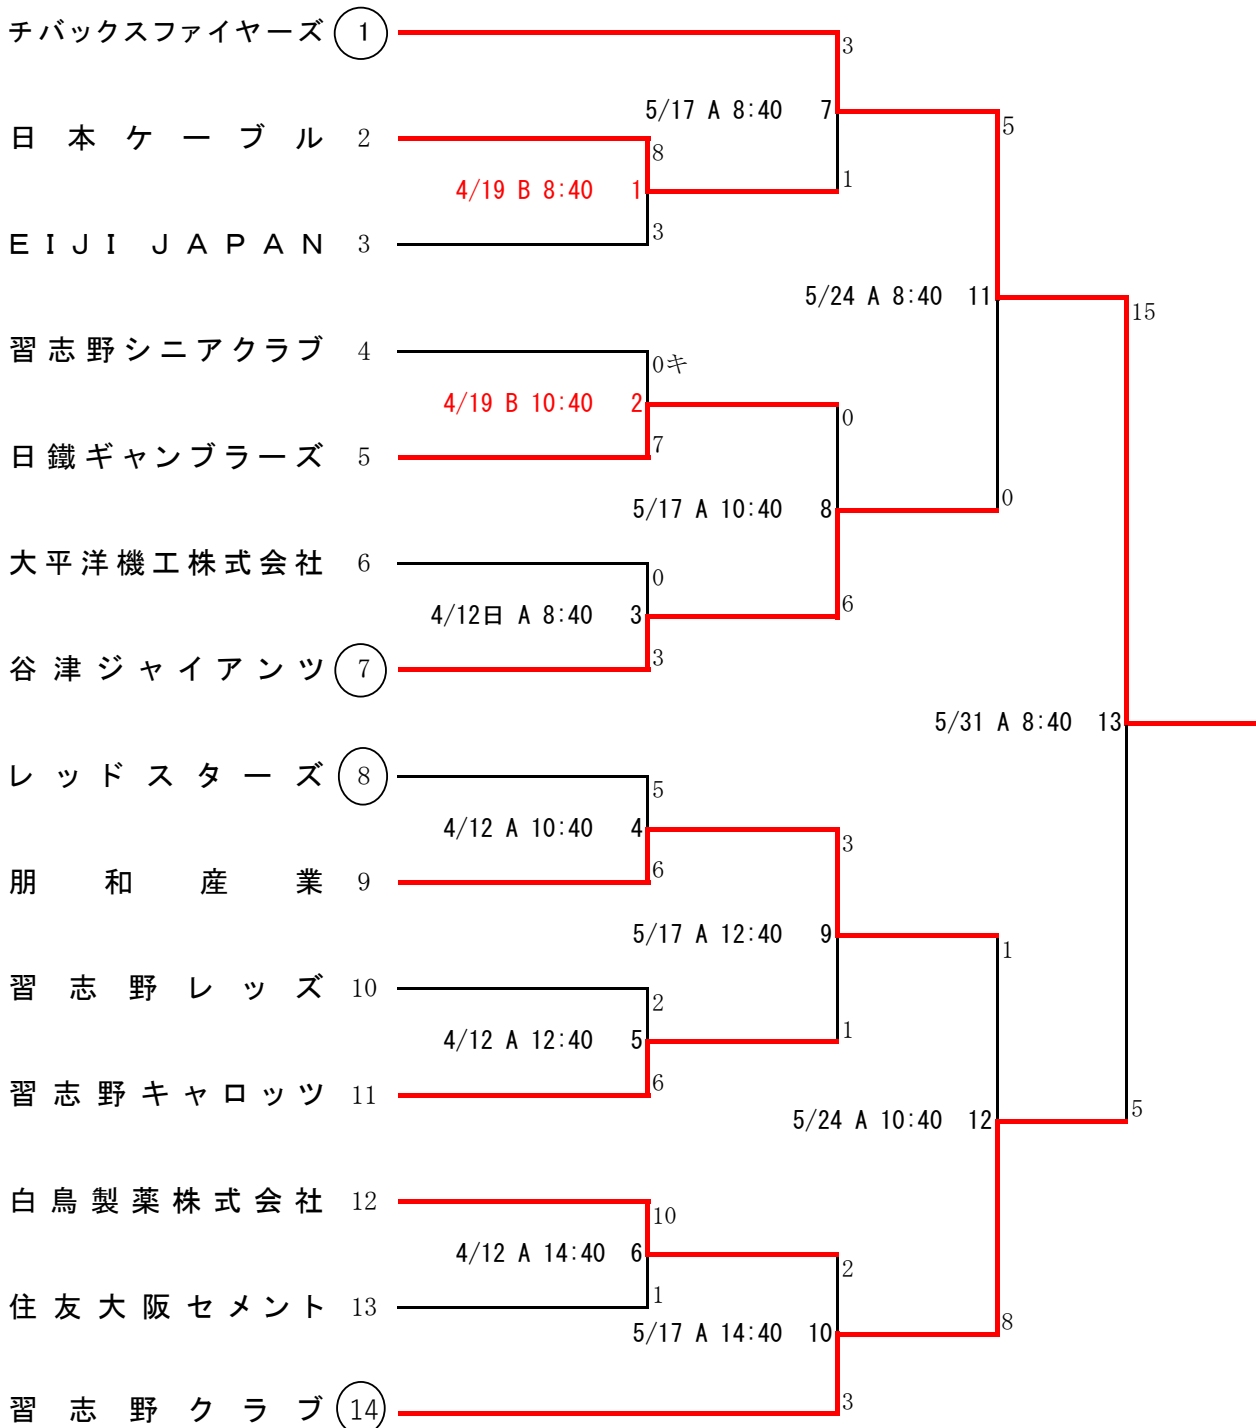 チバックスファイヤーズ 1
3
5/17 A 8:40 7
5
日本ケーブル 2
8
4/19 B 8:40 1
1
EIJI JAPAN 3
3
5/24 A 8:40 11
15
習志野シニアクラブ 4
0キ
4/19 B 10:40 2
0
日鐵ギャンブラーズ 5
7
5/17 A 10:40 8
0
大平洋機工株式会社 6
0
4/12日 A 8:40 3
6
谷津ジャイアンツ 7
3
5/31 A 8:40 13
レッドスターズ 8
5
4/12 A 10:40 4
3
朋和産業 9
6
5/17 A 12:40 9
1
習志野レッズ 10
2
4/12 A 12:40 5
1
習志野キャロッツ 11
6
5/24 A 10:40 12
5
白鳥製薬株式会社 12
10
4/12 A 14:40 6
2
住友大阪セメント 13
1
5/17 A 14:40 10
8
習志野クラブ 14
3